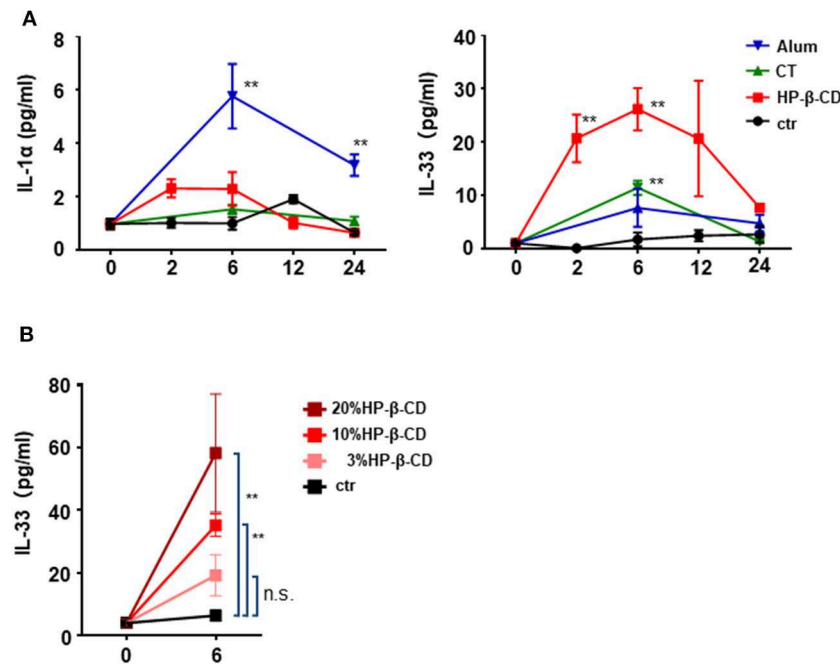 A
IL-1α (pg/ml)
8
6
4
2
0
**
**
0 2 6 12 24
IL-33 (pg/ml)
40
30
20
10
0
**
**
**
0 2 6 12 24
Alum
CT
HP-β-CD
ctr
B
IL-33 (pg/ml)
80
60
40
20
0
0 6
20%HP-β-CD
10%HP-β-CD
3%HP-β-CD
ctr
**
**
n.s.